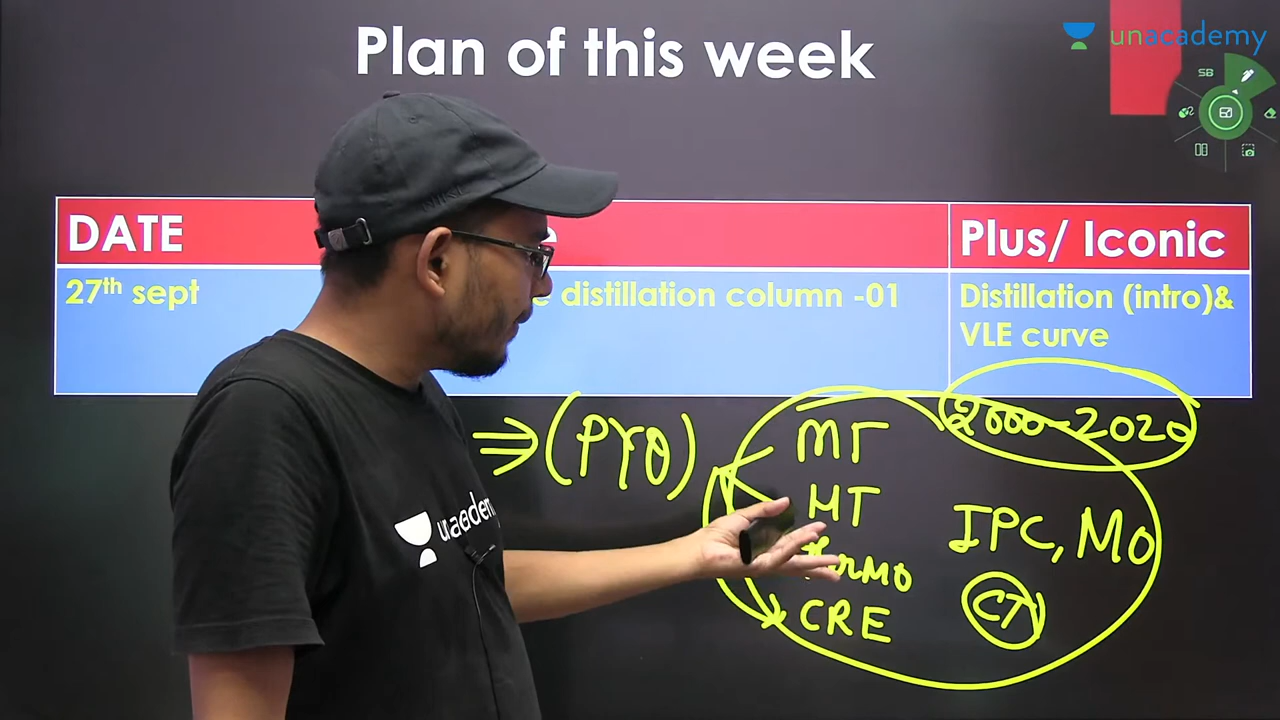 Plan of this week
unacademy
SB
DATE
Plus/ Iconic
27th sept
distillation column -01
Distillation (intro)&
VLE curve
2000-2020
⇒ (PYQ)
MT
HT
IPC, MO
CRE
unacademy